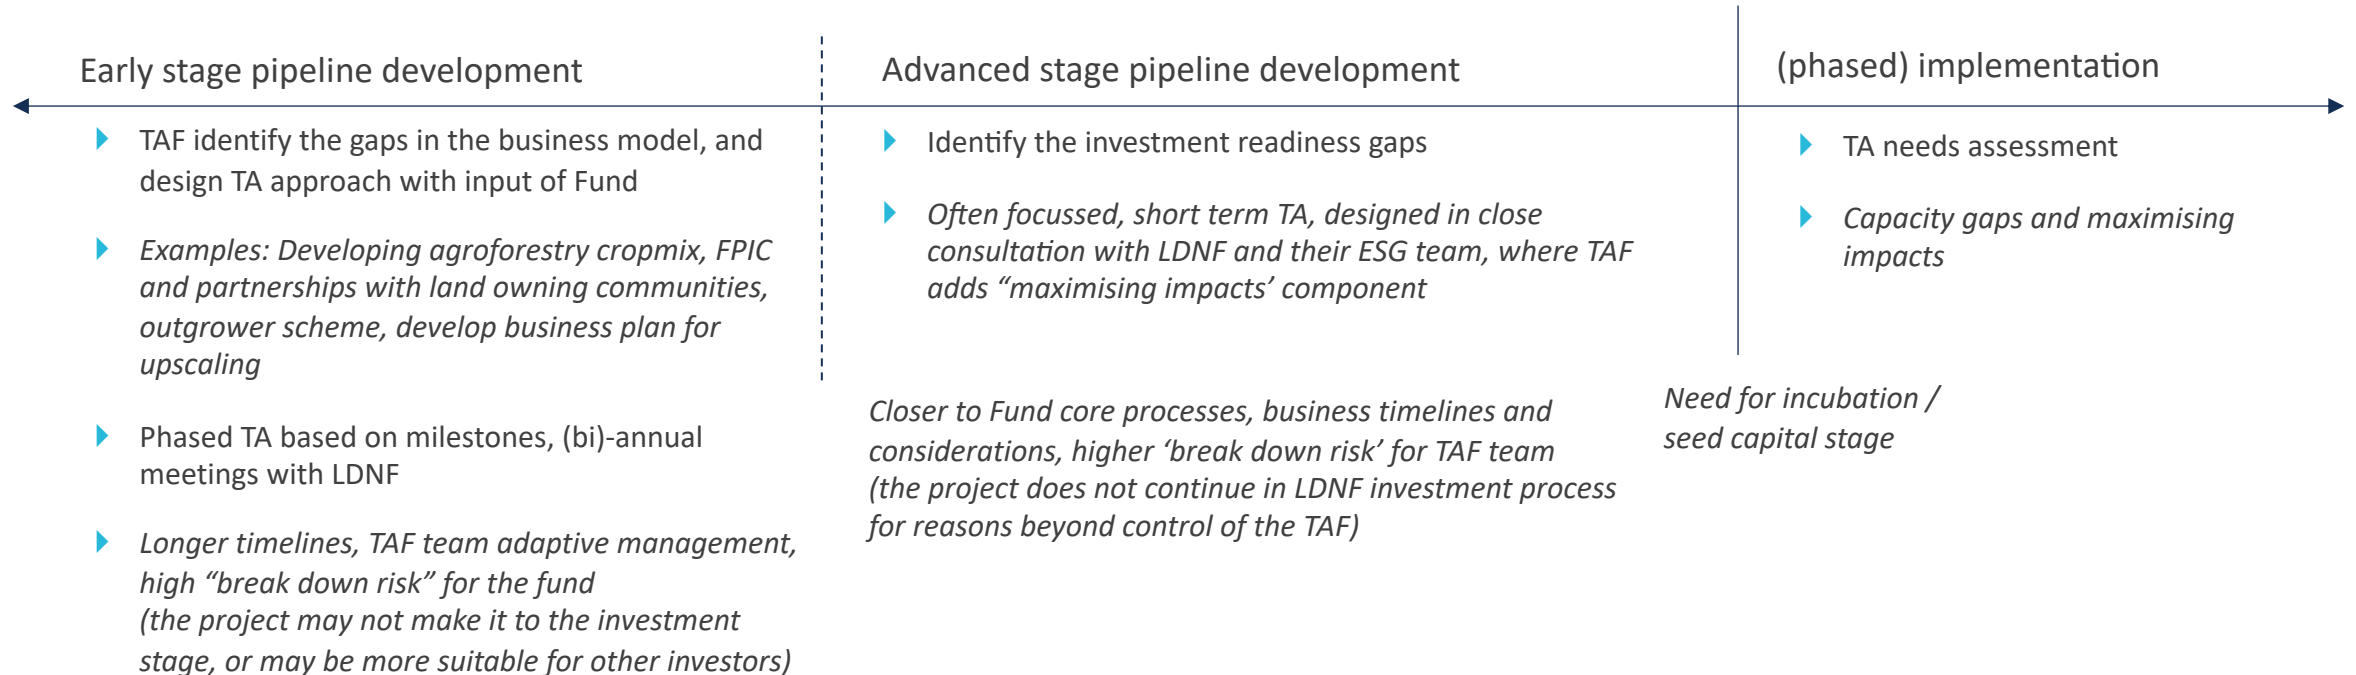 Early stage pipeline development
TAF identify the gaps in the business model, and
design TA approach with input of Fund
Examples: Developing agroforestry cropmix, FPIC
and partnerships with land owning communities,
outgrower scheme, develop business plan for
upscaling
Phased TA based on milestones, (bi)-annual
meetings with LDNF
Longer timelines, TAF team adaptive management,
high “break down risk” for the fund
(the project may not make it to the investment
stage, or may be more suitable for other investors)
Advanced stage pipeline development
Identify the investment readiness gaps
Often focussed, short term TA, designed in close
consultation with LDNF and their ESG team, where TAF
adds “maximising impacts’ component
Closer to Fund core processes, business timelines and
considerations, higher ‘break down risk’ for TAF team
(the project does not continue in LDNF investment process
for reasons beyond control of the TAF)
(phased) implementation
TA needs assessment
Capacity gaps and maximising
impacts
Need for incubation /
seed capital stage